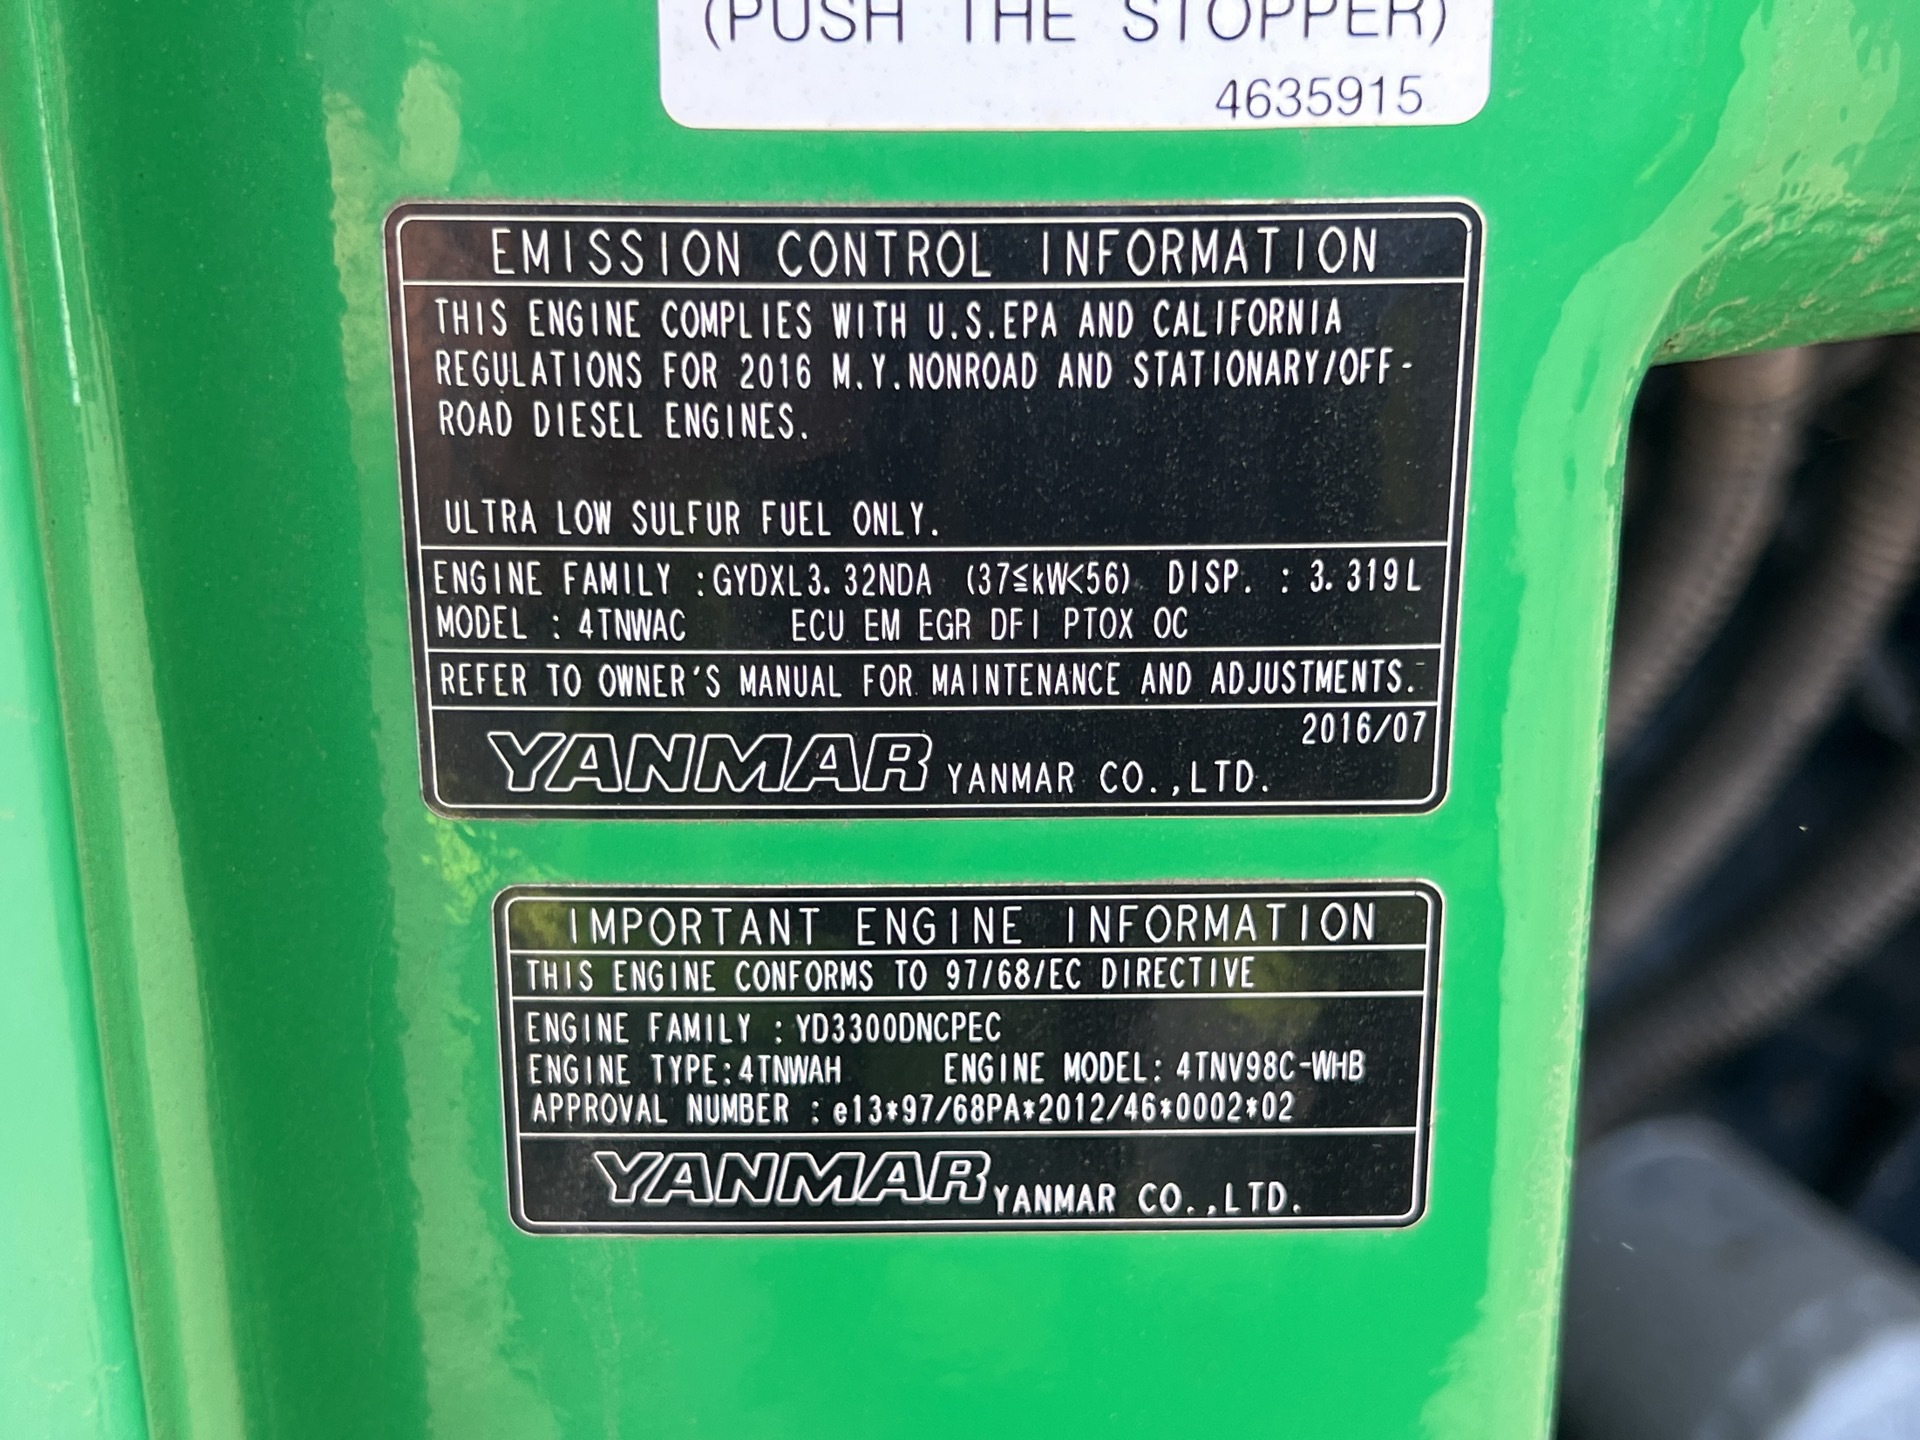 (PUSH THE STOPPER)
4635915
EMISSION CONTROL INFORMATION
THIS ENGINE COMPLIES WITH U.S.EPA AND CALIFORNIA
REGULATIONS FOR 2016 M.Y.NONROAD AND STATIONARY/OFF-
ROAD DIESEL ENGINES.
ULTRA LOW SULFUR FUEL ONLY.
ENGINE FAMILY :GYDXL3.32NDA (37≦kW<56) DISP. : 3.319L
MODEL : 4TNWAC ECU EM EGR DFI PTOX OC
REFER TO OWNER'S MANUAL FOR MAINTENANCE AND ADJUSTMENTS.
2016/07
YANMAR YANMAR CO.,LTD.
IMPORTANT ENGINE INFORMATION
THIS ENGINE CONFORMS TO 97/68/EC DIRECTIVE
ENGINE FAMILY : YD3300DNCPEC
ENGINE TYPE:4TNWAH ENGINE MODEL: 4TNV98C-WHB
APPROVAL NUMBER : e13*97/68PA*2012/46*0002*02
YANMAR YANMAR CO.,LTD.